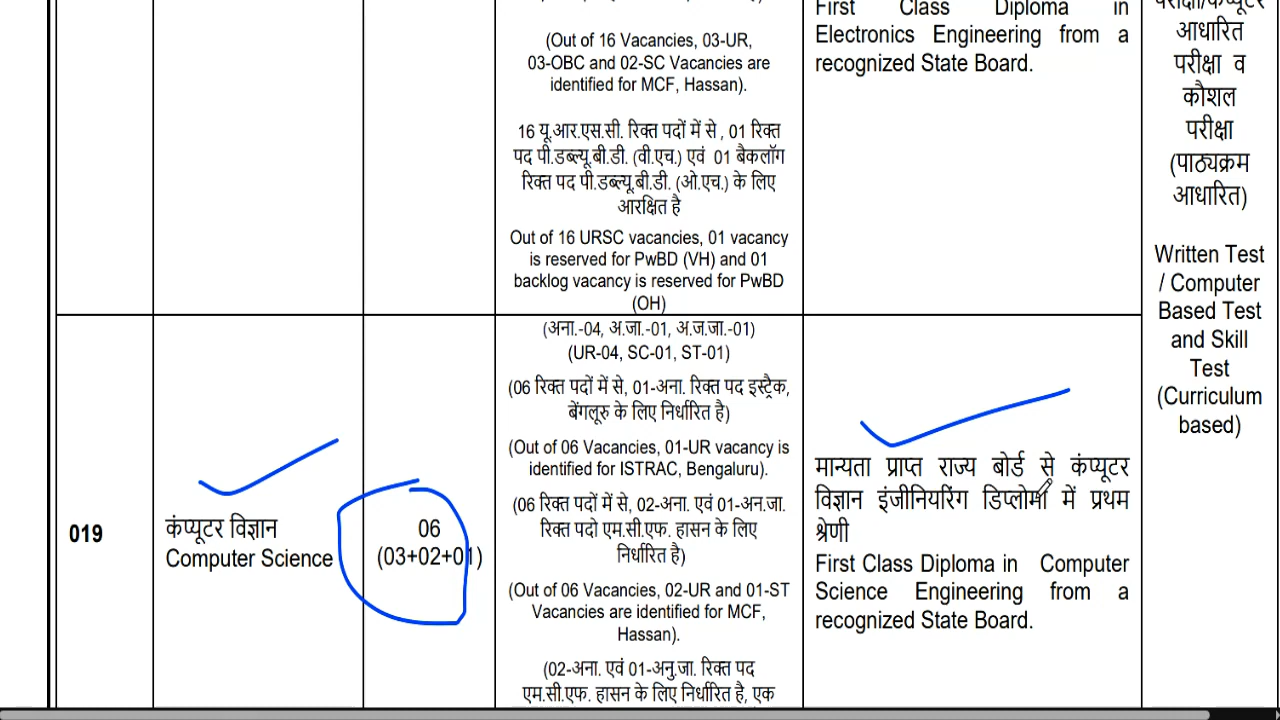 (Out of 16 Vacancies, 03-UR,
03-OBC and 02-SC Vacancies are
identified for MCF, Hassan).
16 यू.आर.एस.सी. रिक्त पदों में से , 01 रिक्त
पद पी.डब्ल्यू.बी.डी. (वी.एच.) एवं 01 बैकलॉग
रिक्त पद पी.डब्ल्यू.बी.डी. (ओ.एच.) के लिए
आरक्षित है
Out of 16 URSC vacancies, 01 vacancy
is reserved for PwBD (VH) and 01
backlog vacancy is reserved for PwBD
(OH)
First Class Diploma in
Electronics Engineering from a
recognized State Board.
परीक्षा/कंप्यूटर
आधारित
परीक्षा व
कौशल
परीक्षा
(पाठ्यक्रम
आधारित)
Written Test
/ Computer
Based Test
and Skill
Test
(Curriculum
based)
019
कंप्यूटर विज्ञान
Computer Science
06
(03+02+01)
(अना.-04, अ.जा.-01, अ.ज.जा.-01)
(UR-04, SC-01, ST-01)
(06 रिक्त पदों में से, 01-अना. रिक्त पद इस्ट्रैक,
बेंगलूरु के लिए निर्धारित है)
(Out of 06 Vacancies, 01-UR vacancy is
identified for ISTRAC, Bengaluru).
(06 रिक्त पदों में से, 02-अना. एवं 01-अन.जा.
रिक्त पदो एम.सी.एफ. हासन के लिए
निर्धारित है)
(Out of 06 Vacancies, 02-UR and 01-ST
Vacancies are identified for MCF,
Hassan).
(02-अना. एवं 01-अनु.जा. रिक्त पद
एम.सी.एफ. हासन के लिए निर्धारित है, एक
मान्यता प्राप्त राज्य बोर्ड से कंप्यूटर
विज्ञान इंजीनियरिंग डिप्लोमा में प्रथम
श्रेणी
First Class Diploma in Computer
Science Engineering from a
recognized State Board.